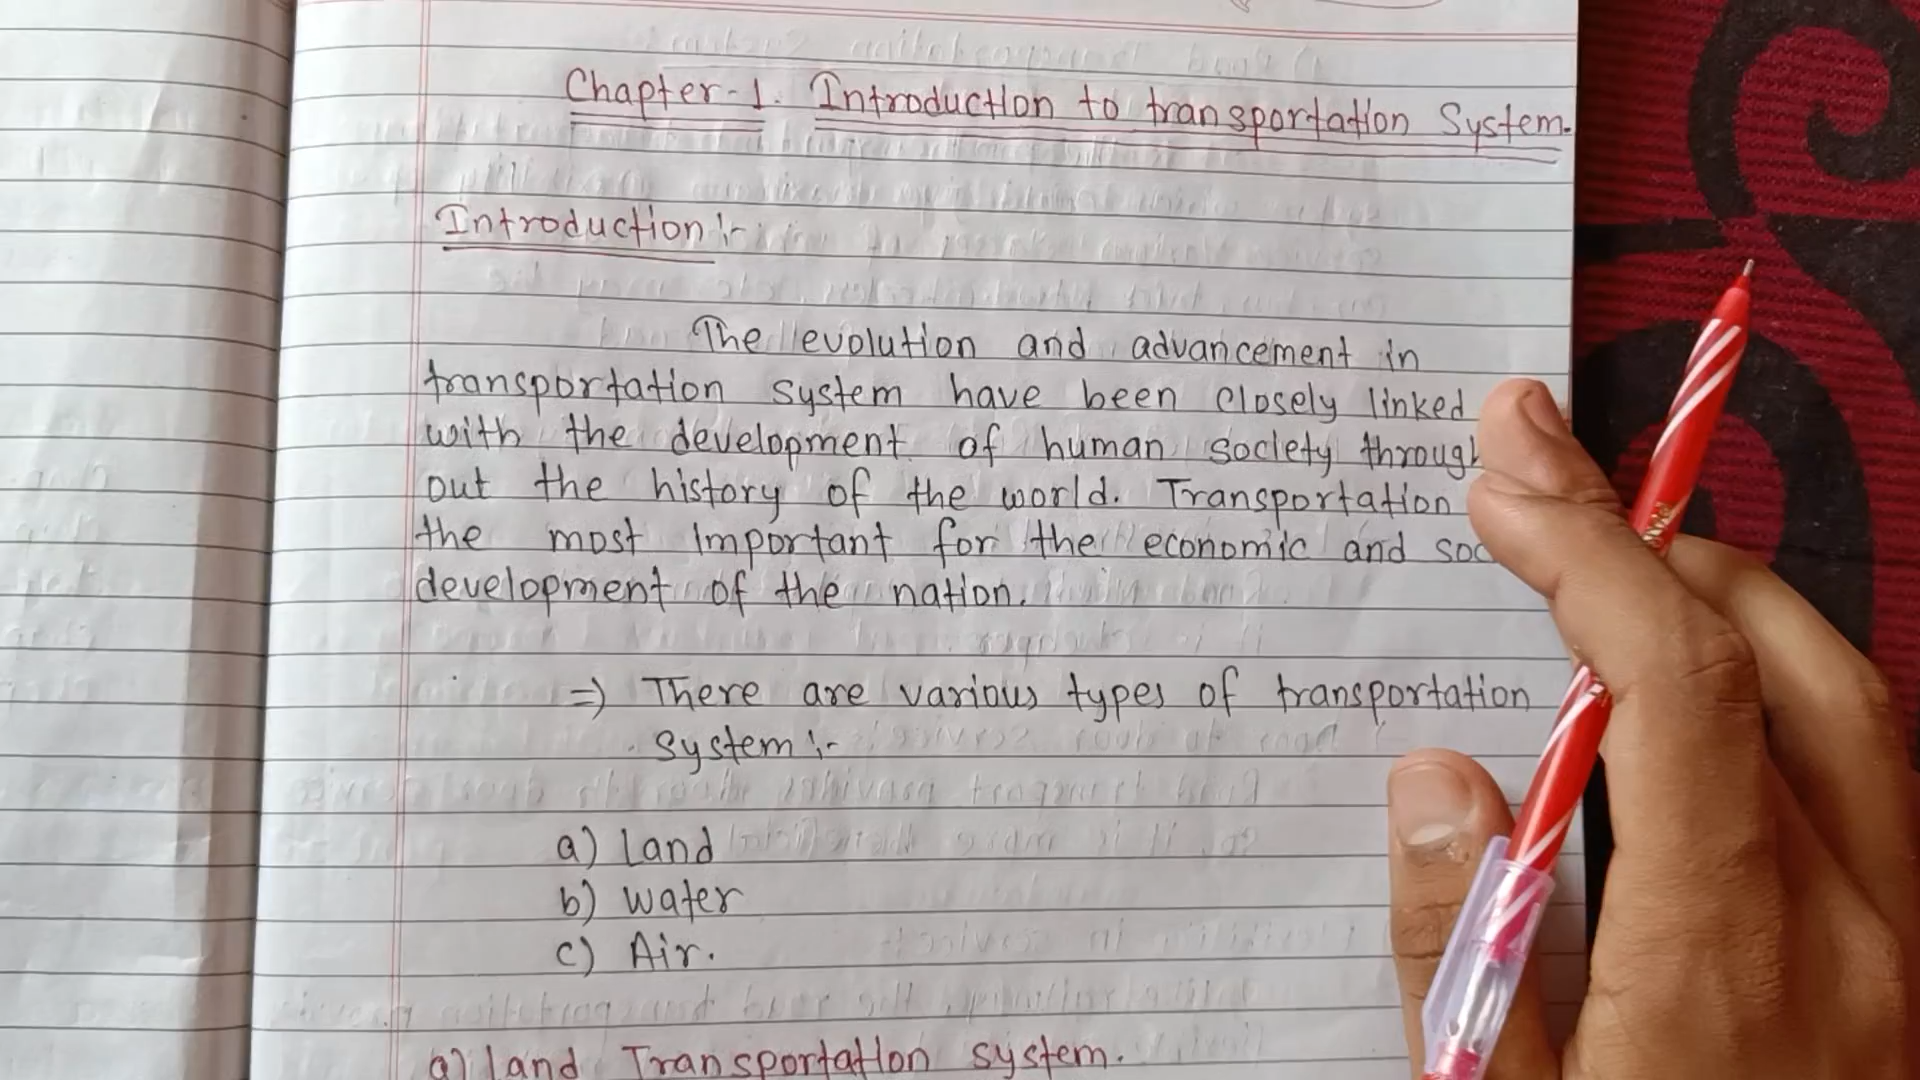 Chapter-1. Introduction to transportation System.
Introduction :-
The evolution and advancement in
transportation system have been closely linked
with the development of human society through
out the history of the world. Transportation
the most important for the economic and soc
development of the nation.
=) There are various types of transportation
System :-
a) Land
b) water
c) Air.
a) land Transportation system.